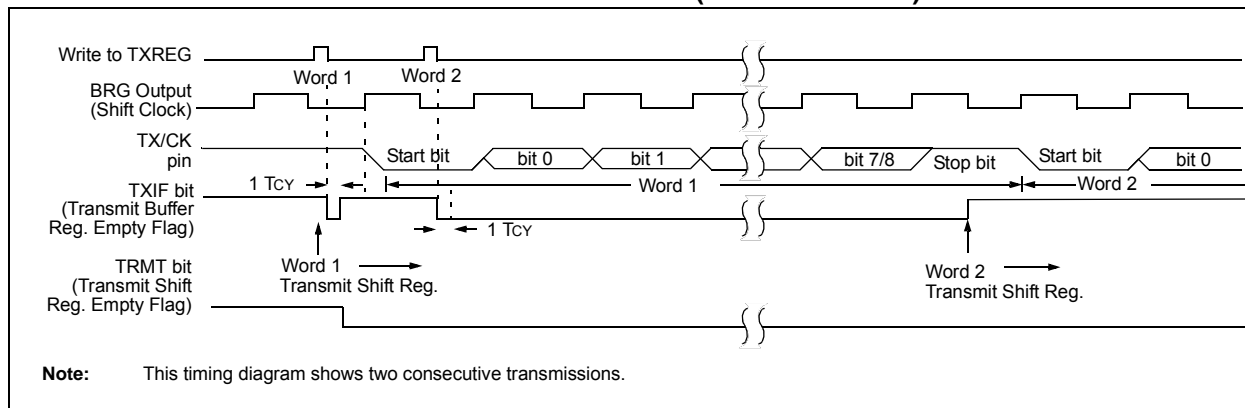 Write to TXREG
Word 1
Word 2
BRG Output
(Shift Clock)
TX/CK
pin
Start bit
bit 0
bit 1
bit 7/8
Stop bit
Start bit
bit 0
1 TCY
Word 1
Word 2
TXIF bit
(Transmit Buffer
Reg. Empty Flag)
1 TCY
Word 1
Transmit Shift Reg.
Word 2
Transmit Shift Reg.
TRMT bit
(Transmit Shift
Reg. Empty Flag)
Note: This timing diagram shows two consecutive transmissions.